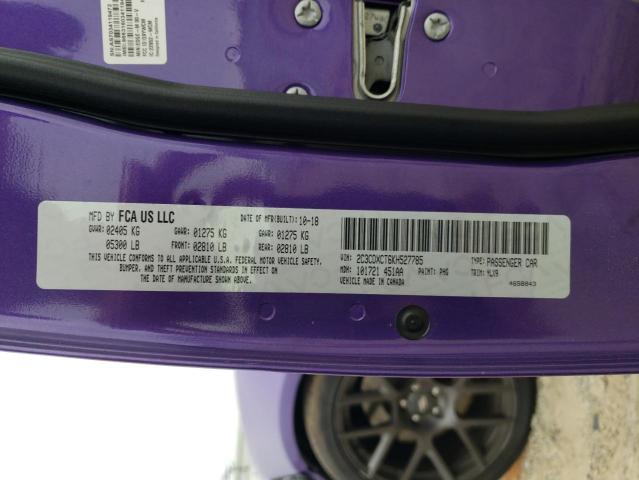 MFD BY FCA US LLC
DATE OF MFR(BUILT): 10-18
GVWR: 02405 KG GAWR: 01275 KG GAWR: 01275 KG
05300 LB FRONT: 02810 LB REAR: 02810 LB
THIS VEHICLE CONFORMS TO ALL APPLICABLE U.S.A. FEDERAL MOTOR VEHICLE SAFETY,
BUMPER, AND THEFT PREVENTION STANDARDS IN EFFECT ON
THE DATE OF MANUFACTURE SHOWN ABOVE.
VIN: 2C3CDXCT6KH527785 TYPE: PASSENGER CAR
MDH: 101721 451AA PAINT: PHG TRIM: HLX9
VEHICLE MADE IN CANADA 4658843